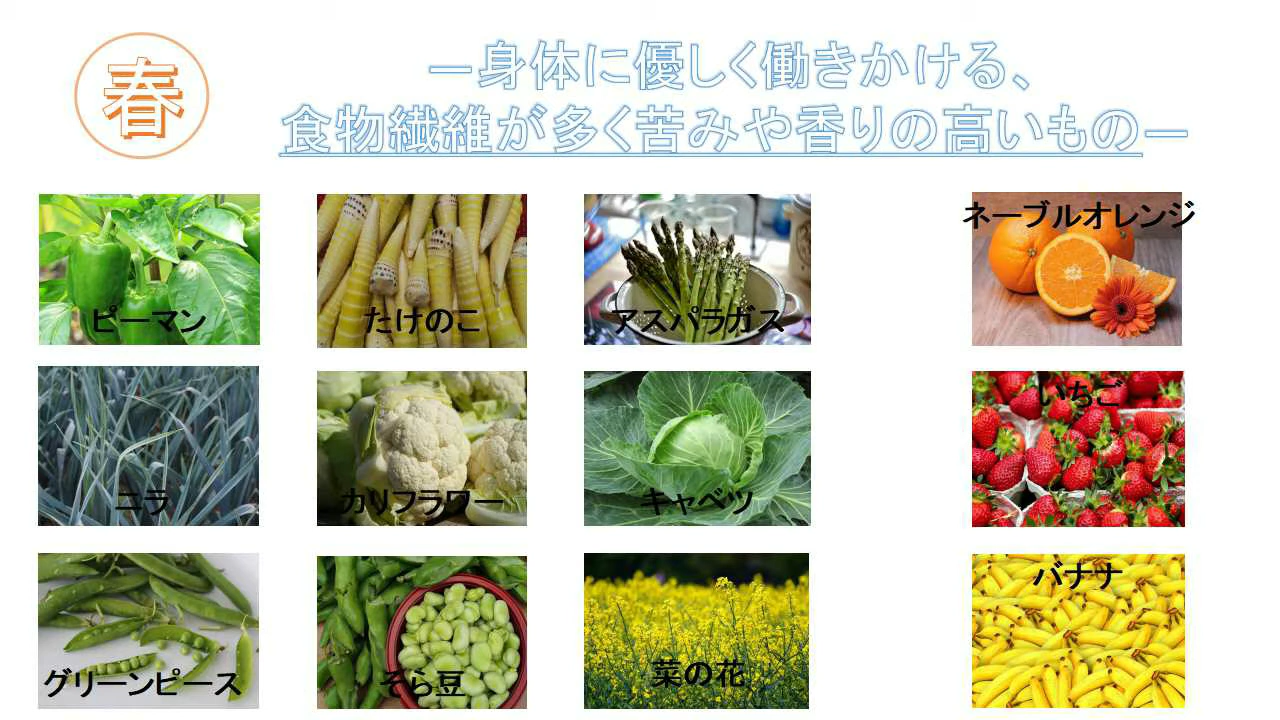 春
―身体に優しく働きかける、
食物繊維が多く苦みや香りの高いもの―
ピーマン
たけのこ
アスパラガス
ネーブルオレンジ
ニラ
カリフラワー
キャベツ
いちご
グリーンピース
そら豆
菜の花
バナナ